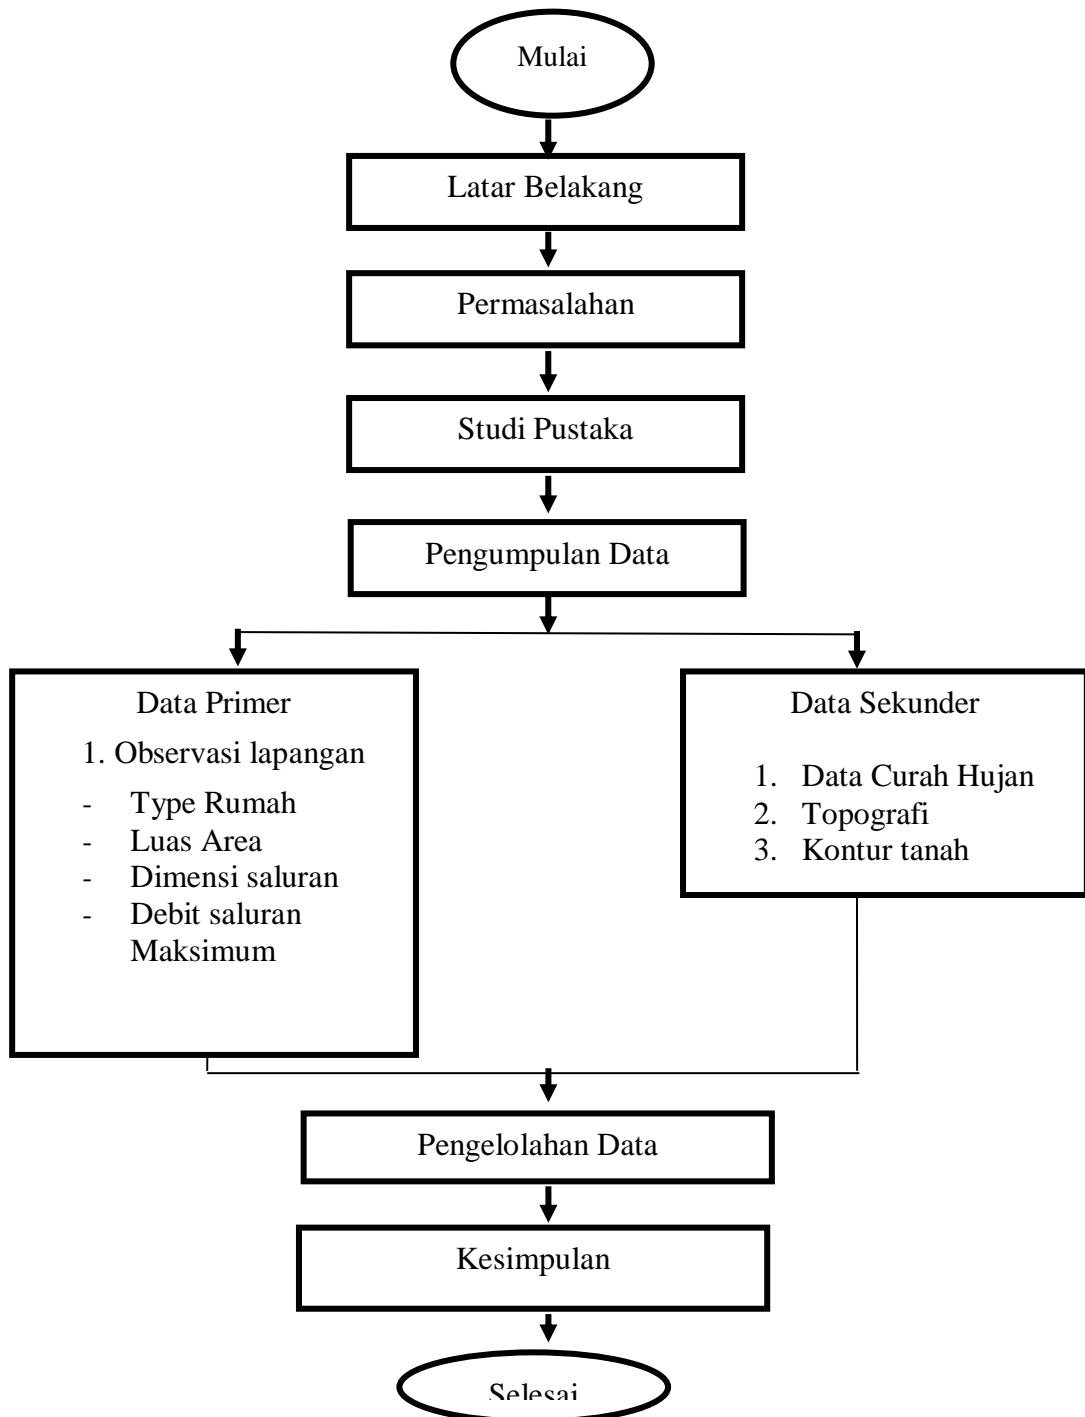 Mulai
Latar Belakang
Permasalahan
Studi Pustaka
Pengumpulan Data
Data Primer
1. Observasi lapangan
- Type Rumah
- Luas Area
- Dimensi saluran
- Debit saluran
Maksimum
Data Sekunder
1. Data Curah Hujan
2. Topografi
3. Kontur tanah
Pengelolahan Data
Kesimpulan
Selesai